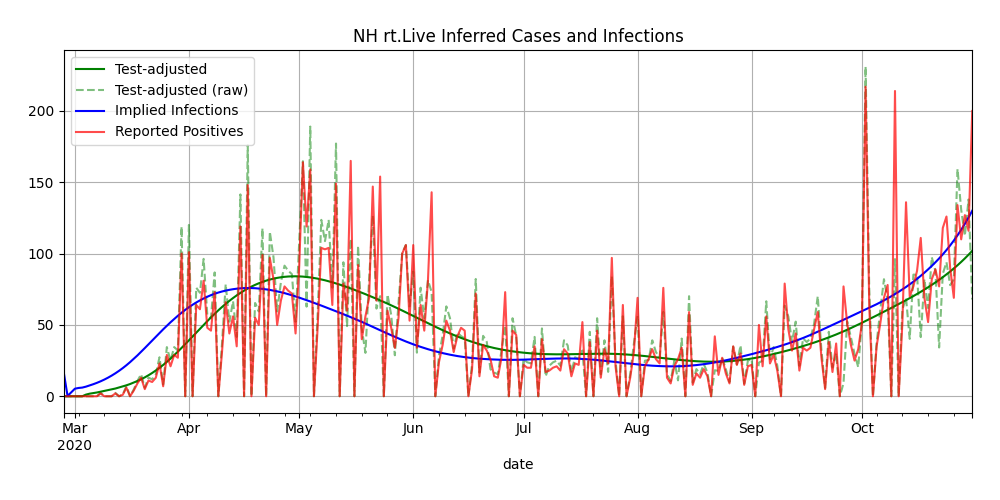 NH rt.Live Inferred Cases and Infections
Test-adjusted
Test-adjusted (raw)
Implied Infections
Reported Positives
200
150
100
50
0
Mar Apr May Jun Jul Aug Sep Oct
2020
date